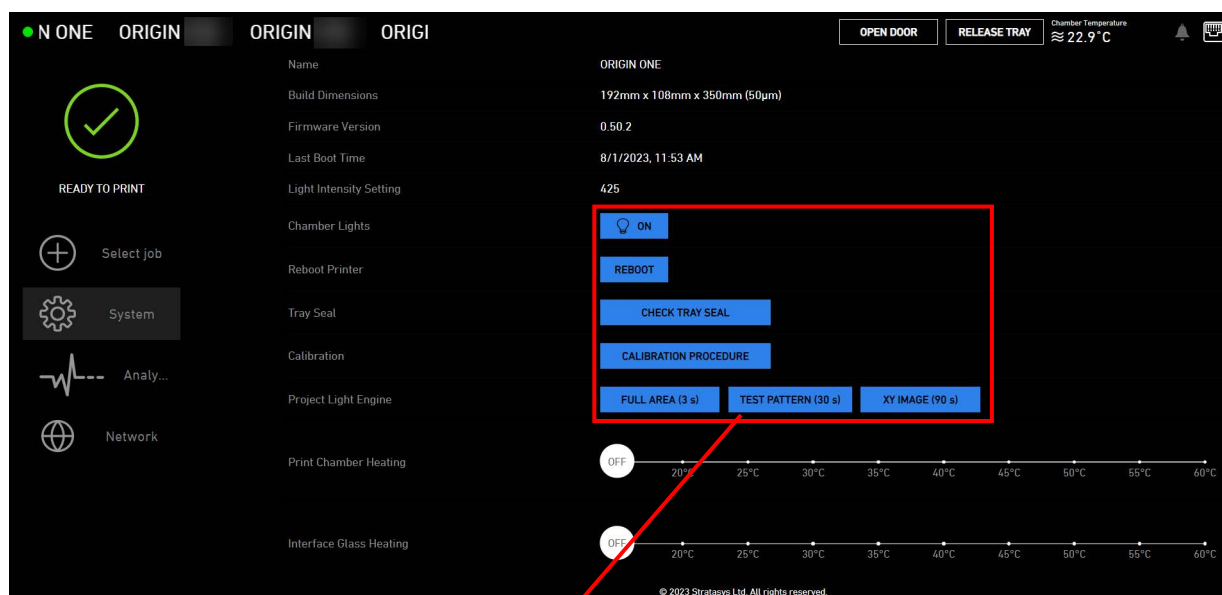 N ONE ORIGIN ORIGIN ORIGI
OPEN DOOR
RELEASE TRAY
Chamber Temperature
≈ 22.9°C
Name ORIGIN ONE
Build Dimensions 192mm x 108mm x 350mm (50µm)
Firmware Version 0.50.2
Last Boot Time 8/1/2023, 11:53 AM
READY TO PRINT
Light Intensity Setting 425
Chamber Lights ON
Select job
Reboot Printer REBOOT
System
Tray Seal CHECK TRAY SEAL
Calibration CALIBRATION PROCEDURE
Analy...
Project Light Engine FULL AREA (3 s) TEST PATTERN (30 s) XY IMAGE (90 s)
Network
Print Chamber Heating OFF
20°C 25°C 30°C 35°C 40°C 45°C 50°C 55°C 60°C
Interface Glass Heating OFF
20°C 25°C 30°C 35°C 40°C 45°C 50°C 55°C 60°C
© 2023 Stratasys Ltd. All rights reserved.